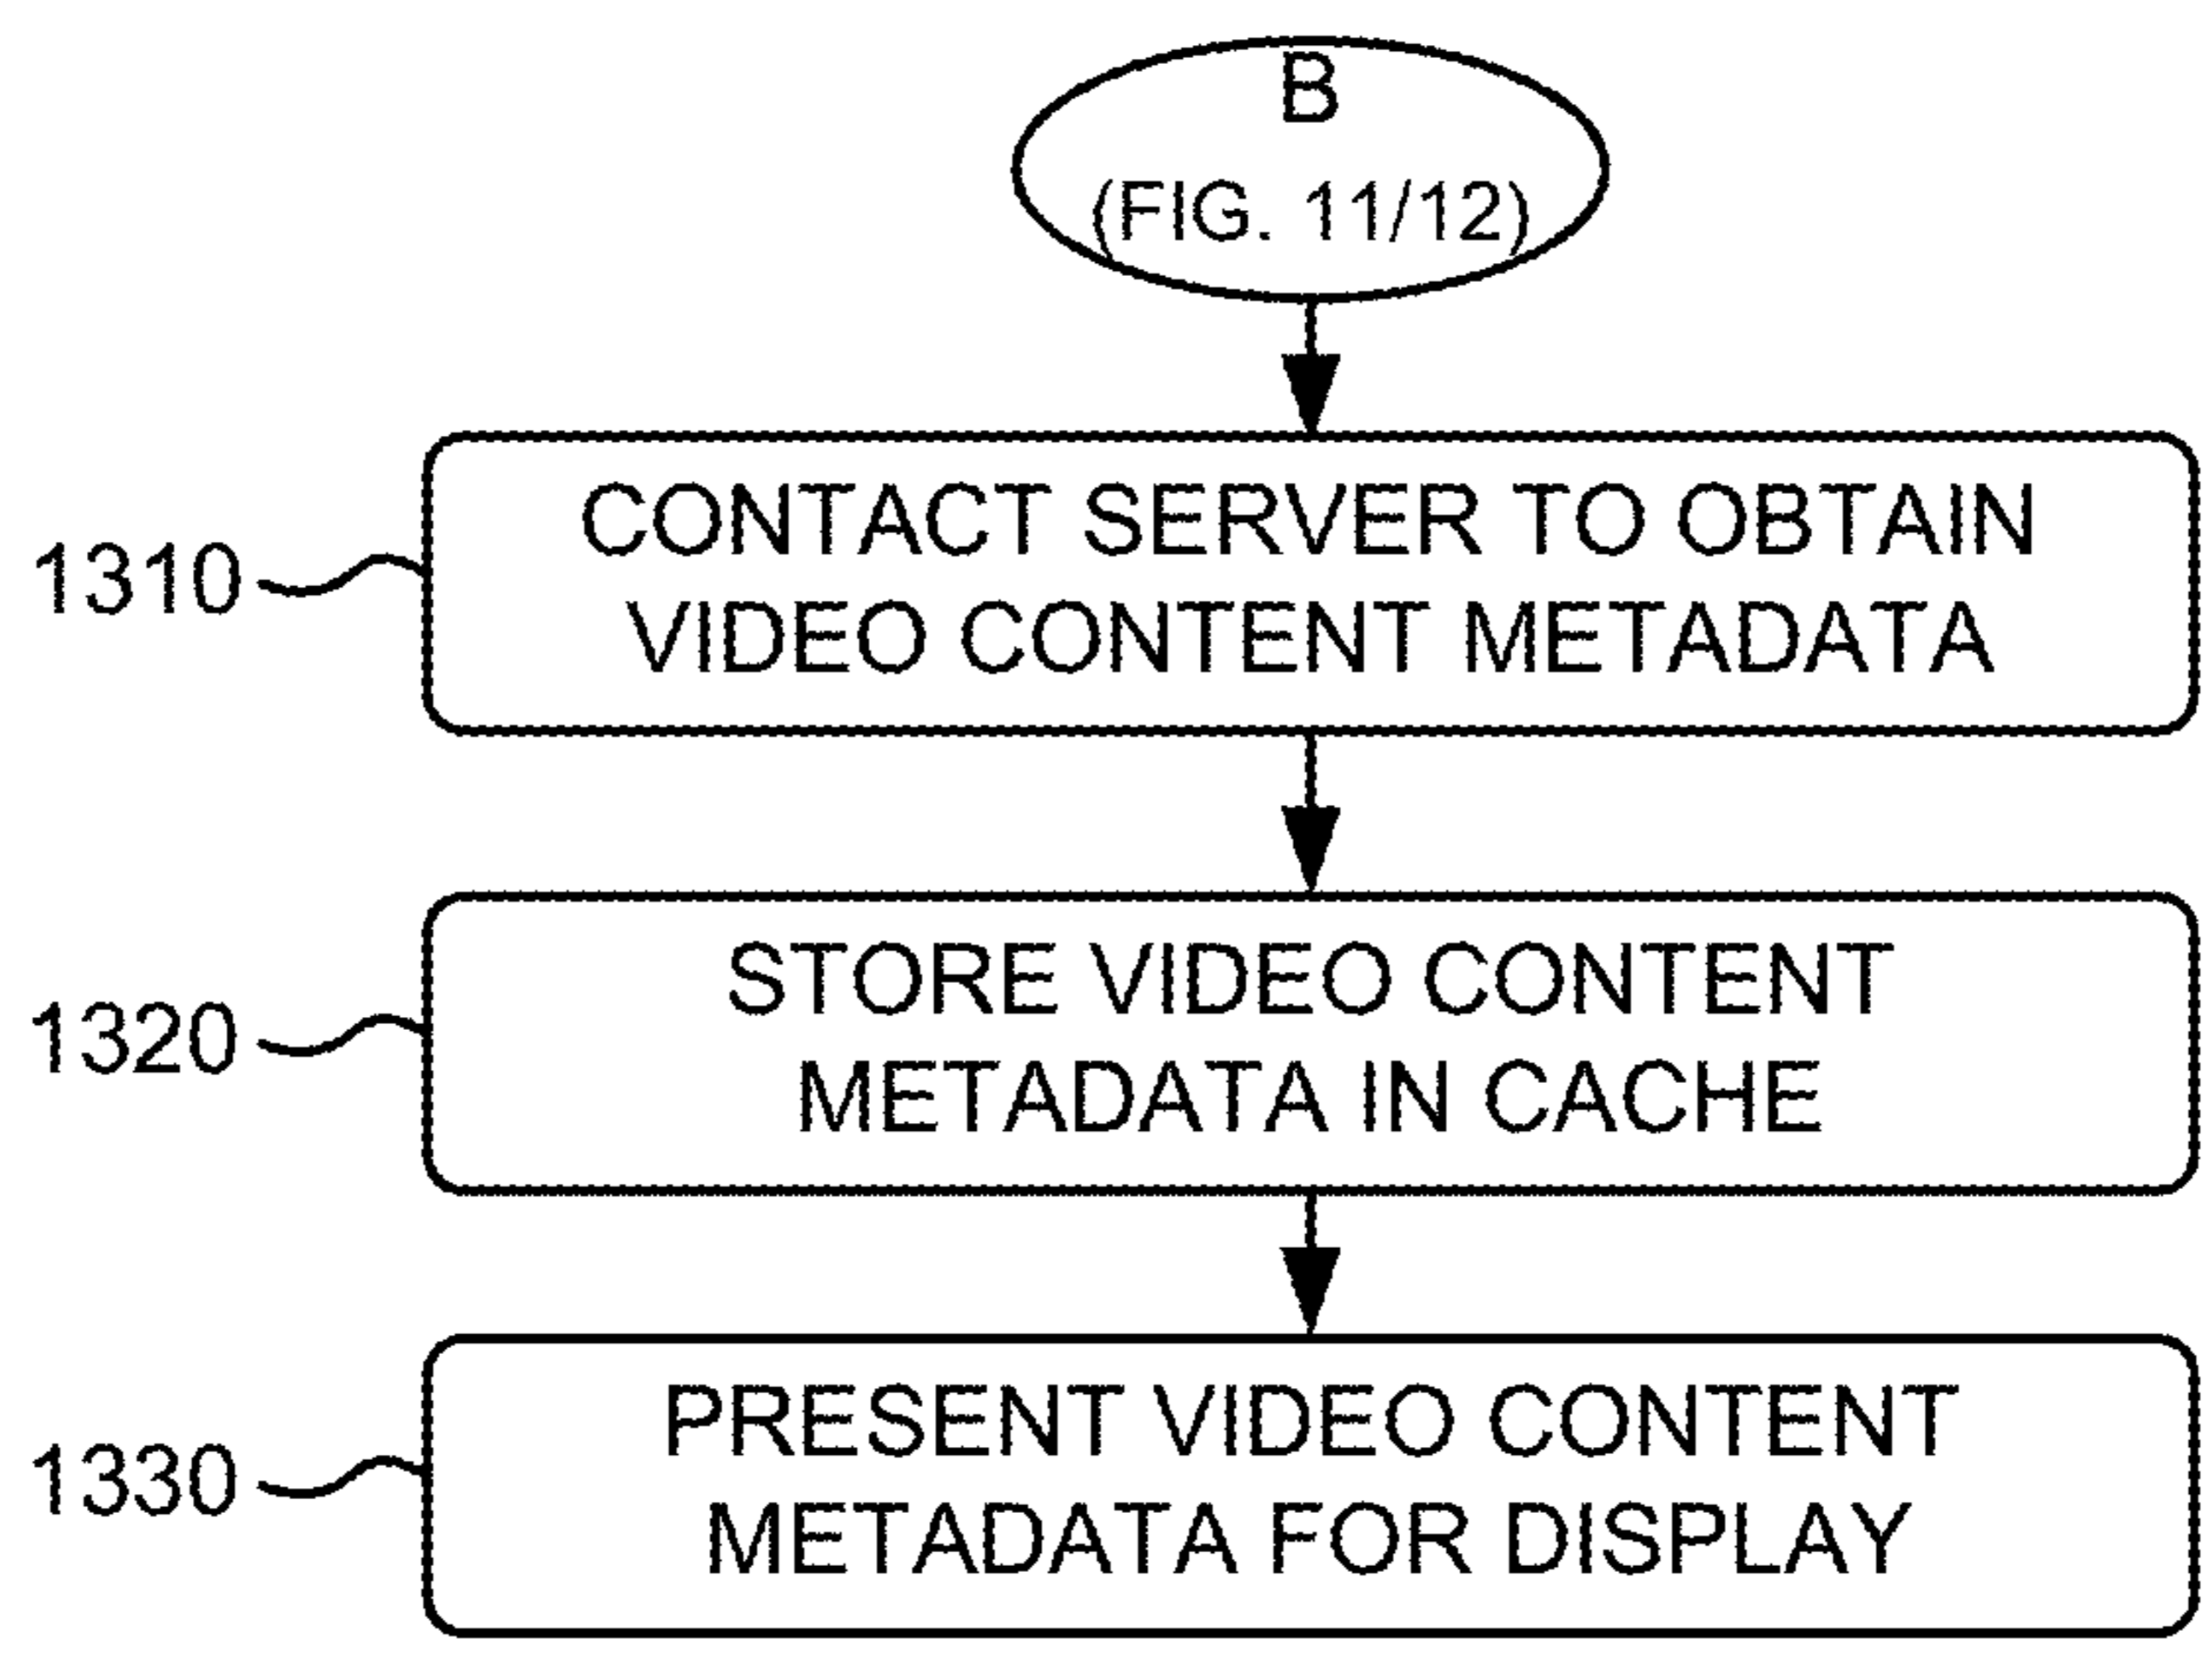 B
(FIG. 11/12)
1310
CONTACT SERVER TO OBTAIN
VIDEO CONTENT METADATA
1320
STORE VIDEO CONTENT
METADATA IN CACHE
1330
PRESENT VIDEO CONTENT
METADATA FOR DISPLAY